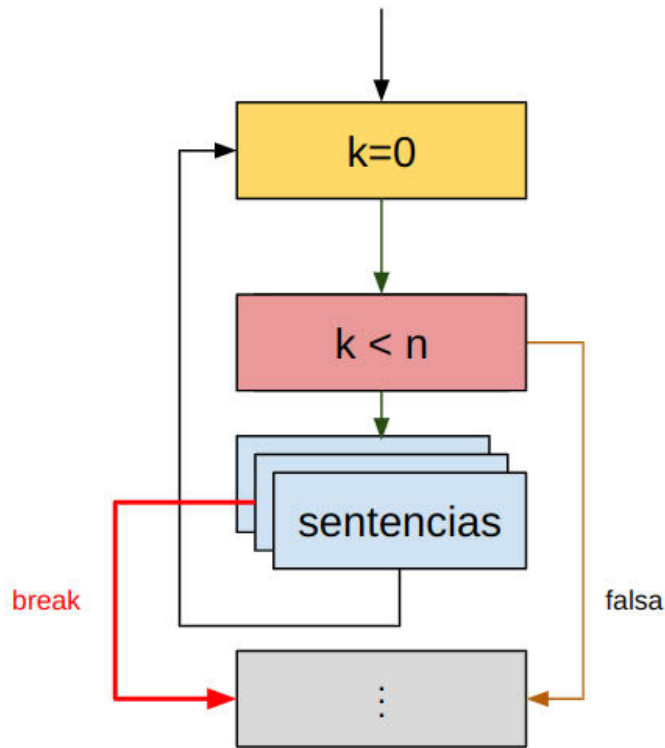 k=0
k < n
sentencias
break
falsa
⋮